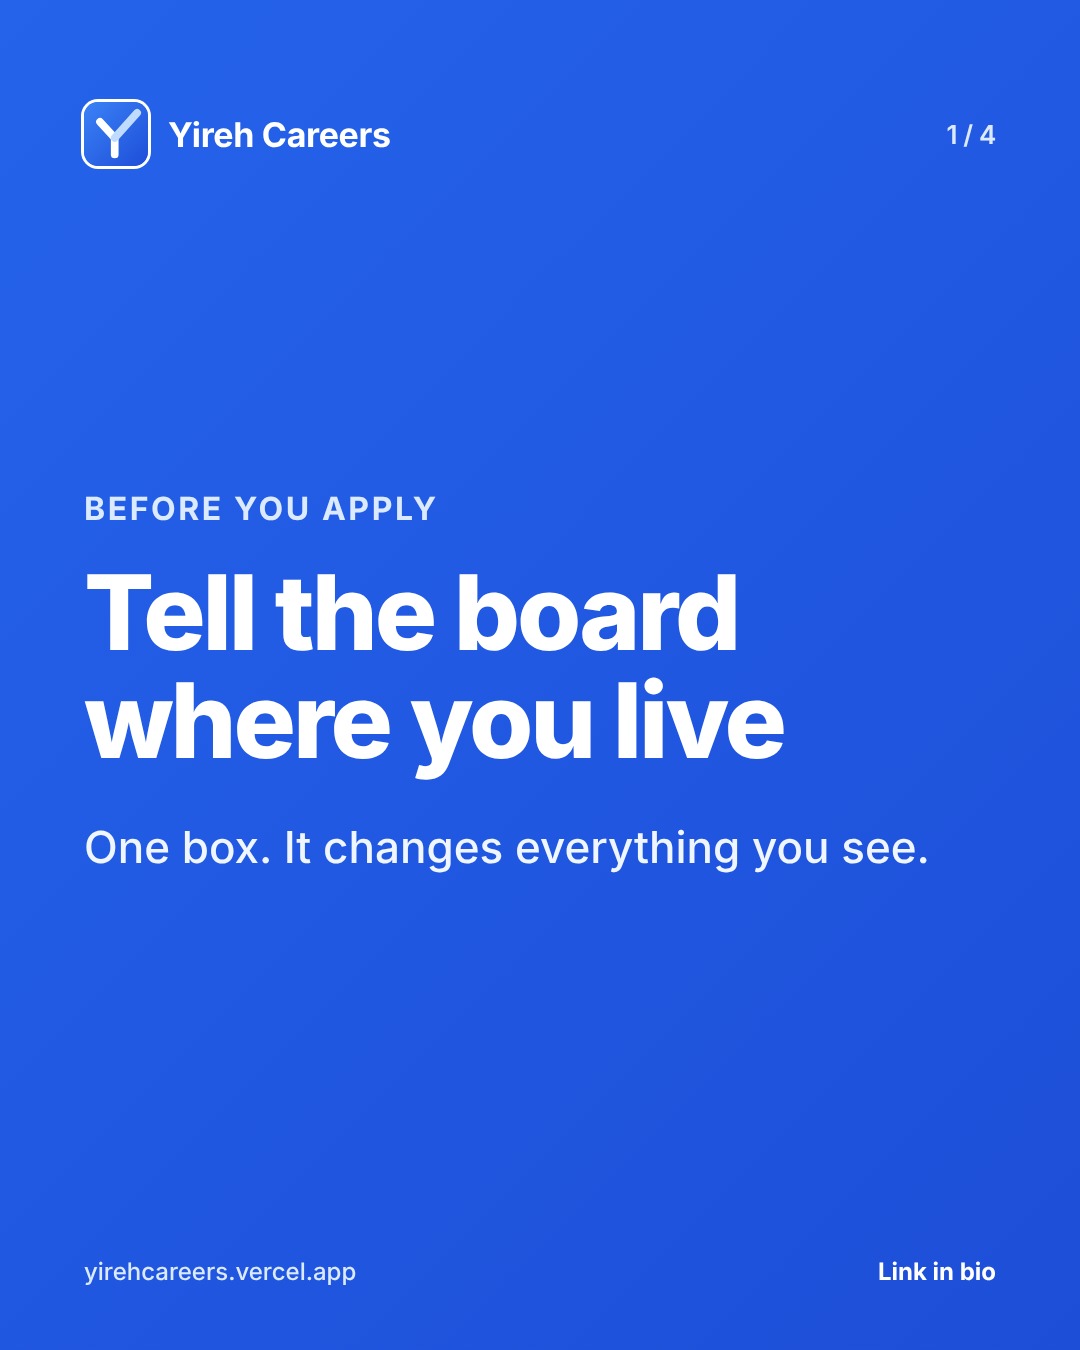 Yireh Careers
1 / 4
BEFORE YOU APPLY
Tell the board
where you live
One box. It changes everything you see.
yirehcareers.vercel.app
Link in bio